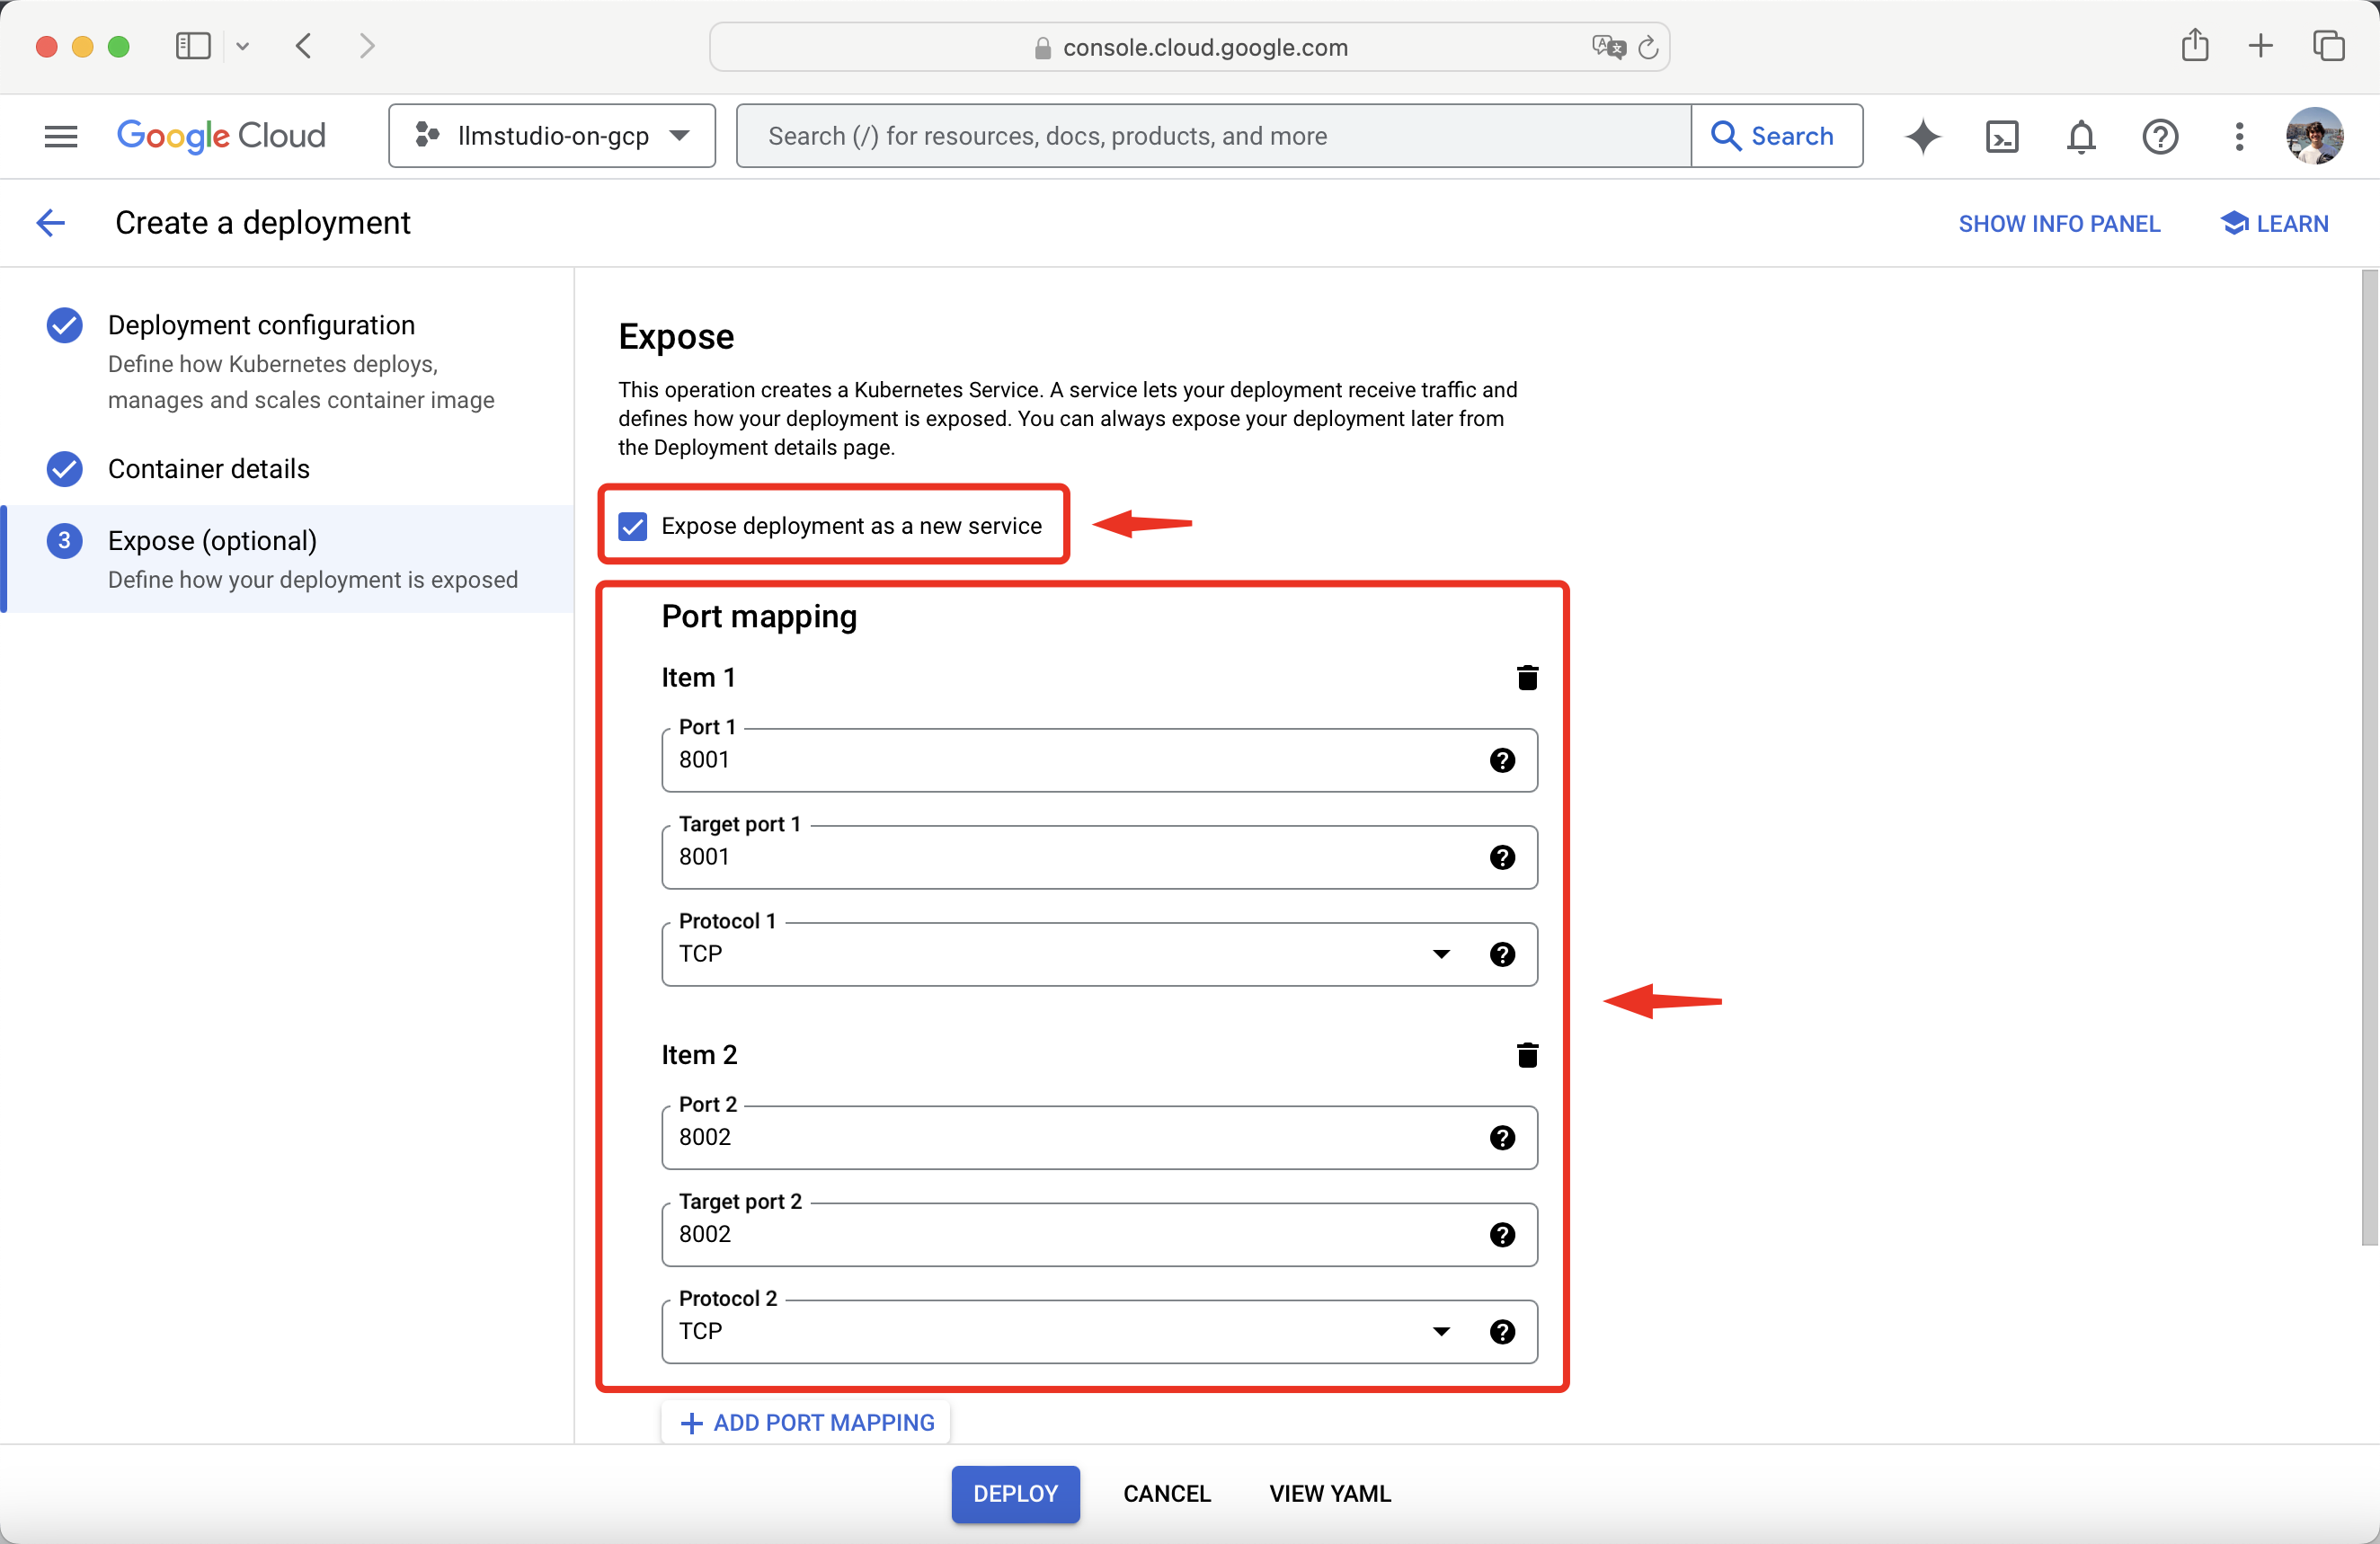 console.cloud.google.com
Google Cloud
llmstudio-on-gcp
Search (/) for resources, docs, products, and more
Search
Create a deployment
SHOW INFO PANEL
LEARN
Deployment configuration
Define how Kubernetes deploys,
manages and scales container image
Container details
3
Expose (optional)
Define how your deployment is exposed
Expose
This operation creates a Kubernetes Service. A service lets your deployment receive traffic and
defines how your deployment is exposed. You can always expose your deployment later from
the Deployment details page.
Expose deployment as a new service
Port mapping
Item 1
Port 1
8001
Target port 1
8001
Protocol 1
TCP
Item 2
Port 2
8002
Target port 2
8002
Protocol 2
TCP
ADD PORT MAPPING
DEPLOY
CANCEL
VIEW YAML